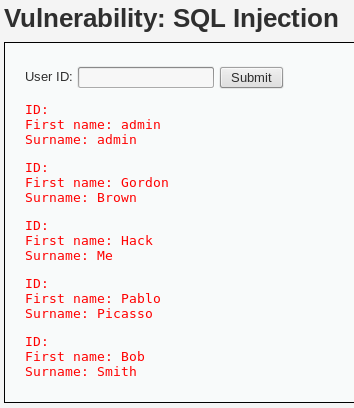 Vulnerability: SQL Injection
User ID: Submit
ID:
First name: admin
Surname: admin
ID:
First name: Gordon
Surname: Brown
ID:
First name: Hack
Surname: Me
ID:
First name: Pablo
Surname: Picasso
ID:
First name: Bob
Surname: Smith